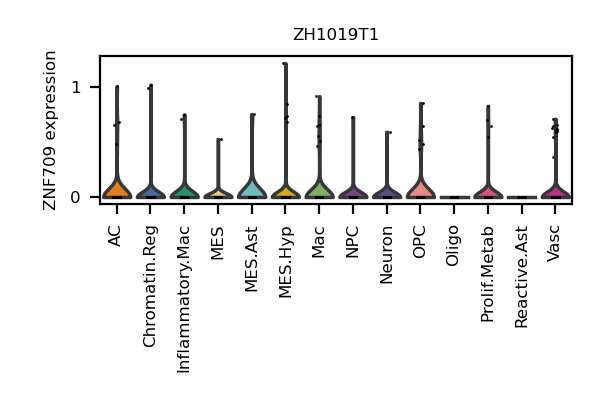 ZH1019T1
ZNF709 expression
1
0
AC
Chromatin.Reg
Inflammatory.Mac
MES
MES.Ast
MES.Hyp
Mac
NPC
Neuron
OPC
Oligo
Prolif.Metab
Reactive.Ast
Vasc